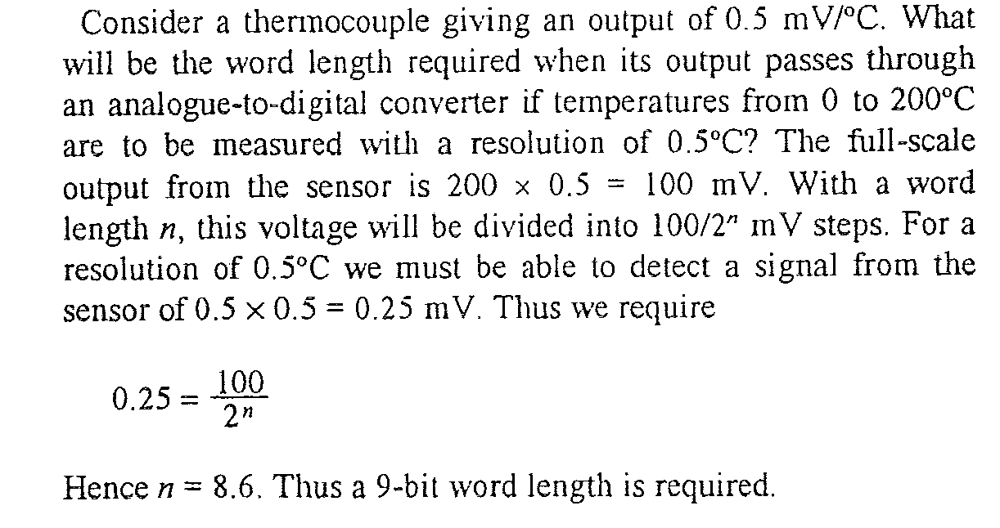 Consider a thermocouple giving an output of 0.5 mV/°C. What
will be the word length required when its output passes through
an analogue-to-digital converter if temperatures from 0 to 200°C
are to be measured with a resolution of 0.5°C? The full-scale
output from the sensor is 200 × 0.5 = 100 mV. With a word
length n, this voltage will be divided into 100/2ⁿ mV steps. For a
resolution of 0.5°C we must be able to detect a signal from the
sensor of 0.5 × 0.5 = 0.25 mV. Thus we require
0.25 = 100/2ⁿ
Hence n = 8.6. Thus a 9-bit word length is required.